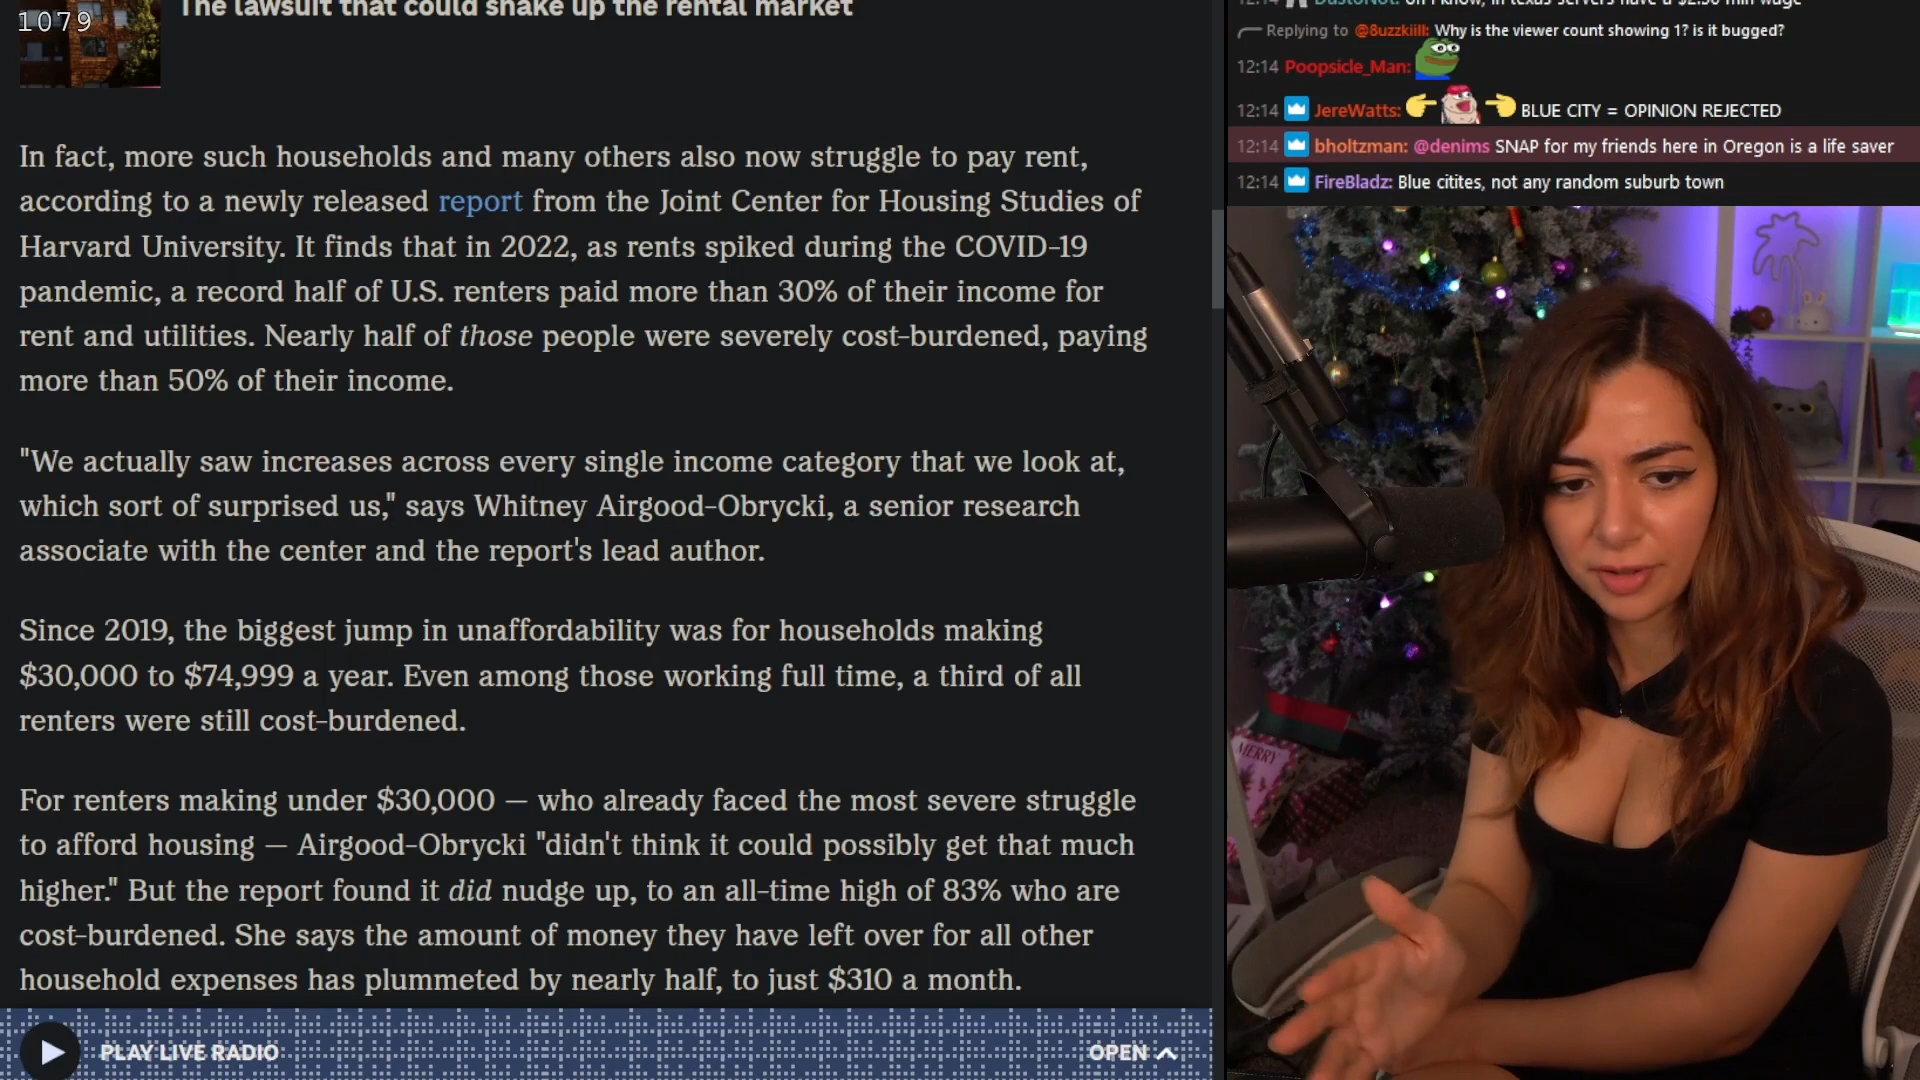 The lawsuit that could shake up the rental market
1079
In fact, more such households and many others also now struggle to pay rent,
according to a newly released report from the Joint Center for Housing Studies of
Harvard University. It finds that in 2022, as rents spiked during the COVID-19
pandemic, a record half of U.S. renters paid more than 30% of their income for
rent and utilities. Nearly half of those people were severely cost-burdened, paying
more than 50% of their income.
"We actually saw increases across every single income category that we look at,
which sort of surprised us," says Whitney Airgood-Obrycki, a senior research
associate with the center and the report's lead author.
Since 2019, the biggest jump in unaffordability was for households making
$30,000 to $74,999 a year. Even among those working full time, a third of all
renters were still cost-burdened.
For renters making under $30,000 — who already faced the most severe struggle
to afford housing — Airgood-Obrycki "didn't think it could possibly get that much
higher." But the report found it did nudge up, to an all-time high of 83% who are
cost-burdened. She says the amount of money they have left over for all other
household expenses has plummeted by nearly half, to just $310 a month.
PLAY LIVE RADIO
OPEN
Replying to @8uzzkiill: Why is the viewer count showing 1? is it bugged?
12:14 Poopsicle_Man:
12:14 JereWatts: BLUE CITY = OPINION REJECTED
12:14 bholtzman: @denims SNAP for my friends here in Oregon is a life saver
12:14 FireBladz: Blue citites, not any random suburb town
MERRY